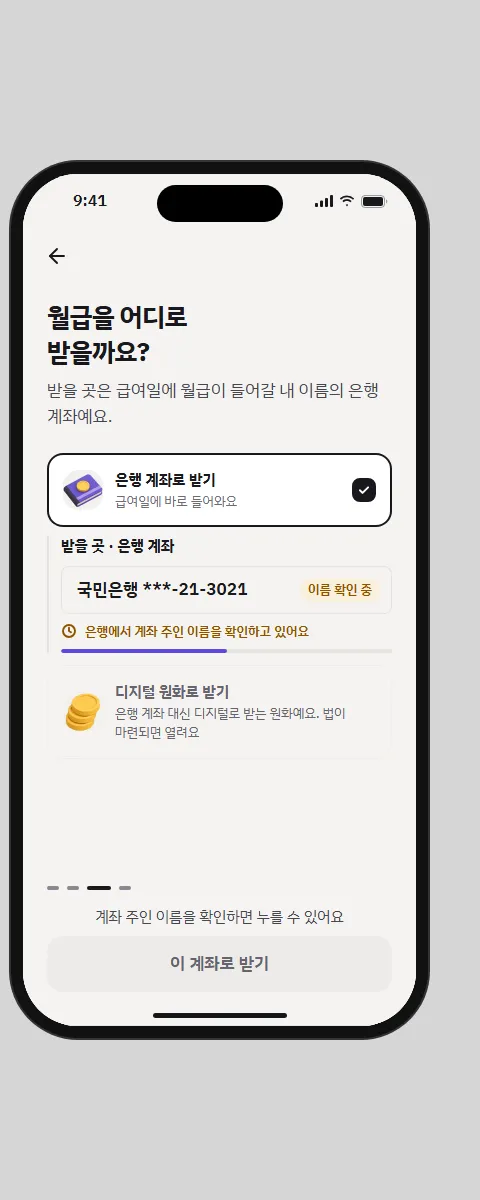 9:41
월급을 어디로
받을까요?
받을 곳은 급여일에 월급이 들어갈 내 이름의 은행
계좌예요.
은행 계좌로 받기
급여일에 바로 들어와요
받을 곳 · 은행 계좌
국민은행 ***-21-3021
이름 확인 중
은행에서 계좌 주인 이름을 확인하고 있어요
디지털 원화로 받기
은행 계좌 대신 디지털로 받는 원화예요. 법이
마련되면 열려요
계좌 주인 이름을 확인하면 누를 수 있어요
이 계좌로 받기